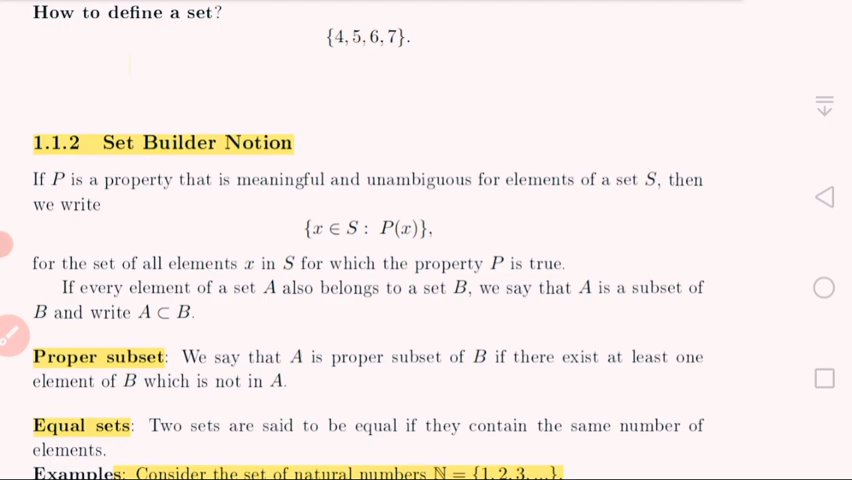 How to define a set?
{4, 5, 6, 7}.
1.1.2 Set Builder Notion
If P is a property that is meaningful and unambiguous for elements of a set S, then
we write
{x ∈ S : P(x)},
for the set of all elements x in S for which the property P is true.
If every element of a set A also belongs to a set B, we say that A is a subset of
B and write A ⊂ B.
Proper subset: We say that A is proper subset of B if there exist at least one
element of B which is not in A.
Equal sets: Two sets are said to be equal if they contain the same number of
elements.
Examples: Consider the set of natural numbers ℕ = {1, 2, 3, ...}.